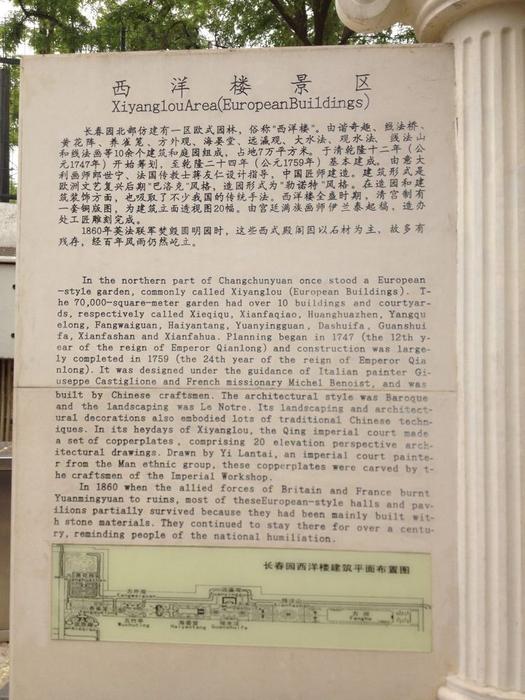 西洋楼景区
XiyanglouArea(EuropeanBuildings)
长春园北部仿建有一区欧式园林，俗称"西洋楼"。由谐奇趣、线法桥、
黄花阵、养雀笼、方外观、海晏堂、远瀛观、大水法、观水法、线法山
和线法画等10余个建筑和庭园组成，占地7万平方米。于清乾隆十二年（公
元1747年）开始筹划，至乾隆二十四年（公元1759年）基本建成。由意大
利画师郎世宁、法国传教士蒋友仁设计指导，中国匠师建造。建筑形式是
欧洲文艺复兴后期"巴洛克"风格，造园形式为"勒诺特"风格。在造园和建
筑装饰方面，也吸取了不少我国的传统手法。西洋楼全盛时期，清宫制有
一套铜版图，为建筑立面透视图20幅。由宫廷满族画师伊兰泰起稿，造办
处工匠雕刻完成。
1860年英法联军焚毁圆明园时，这些西式殿阁因以石材为主，故多有
残存，经百年风雨仍然屹立。
In the northern part of Changchunyuan once stood a European
-style garden, commonly called Xiyanglou (European Buildings). T-
he 70,000-square-meter garden had over 10 buildings and courtyar-
ds, respectively called Xieqiqu, Xianfaqiao, Huanghuazhen, Yangqu
elong, Fangwaiguan, Haiyantang, Yuanyingguan, Dashuifa, Guanshui
fa, Xianfashan and Xianfahua. Planning began in 1747 (the 12th y-
ear of the reign of Emperor Qianlong) and construction was large-
ly completed in 1759 (the 24th year of the reign of Emperor Qia
nlong). It was designed under the guidance of Italian painter Gi-
useppe Castiglione and French missionary Michel Benoist, and was
built by Chinese craftsmen. The architectural style was Baroque
and the landscaping was Le Notre. Its landscaping and architect-
ural decorations also embodied lots of traditional Chinese techn-
iques. In its heydays of Xiyanglou, the Qing imperial court made
a set of copperplates, comprising 20 elevation perspective arch-
itectural drawings. Drawn by Yi Lantai, an imperial court painte-
r from the Man ethnic group, these copperplates were carved by t-
he craftsmen of the Imperial Workshop.
In 1860 when the allied forces of Britain and France burnt
Yuanmingyuan to ruins, most of theseEuropean-style halls and pav-
ilions partially survived because they had been mainly built wit-
h stone materials. They continued to stay there for over a centu-
ry, reminding people of the national humiliation.
长春园西洋楼建筑平面布置图